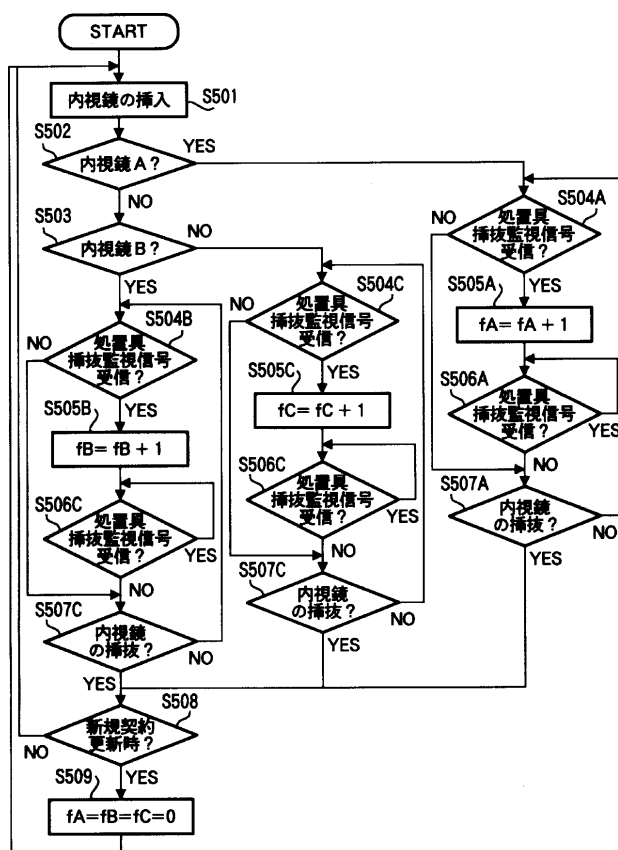 START
内視鏡の挿入
S501
S502
内視鏡A?
YES
NO
S503
内視鏡B?
NO
YES
S504A
NO
処置具
挿抜監視信号
受信?
YES
S505A
fA= fA + 1
S506A
処置具
挿抜監視信号
受信?
YES
NO
S507A
内視鏡
の挿抜?
NO
YES
S504C
NO
処置具
挿抜監視信号
受信?
YES
S505C
fC= fC + 1
S506C
処置具
挿抜監視信号
受信?
YES
NO
S507C
内視鏡
の挿抜?
NO
YES
S504B
NO
処置具
挿抜監視信号
受信?
YES
S505B
fB= fB + 1
S506C
処置具
挿抜監視信号
受信?
YES
NO
S507C
内視鏡
の挿抜?
NO
YES
S508
新規契約
更新時?
NO
YES
S509
fA=fB=fC=0